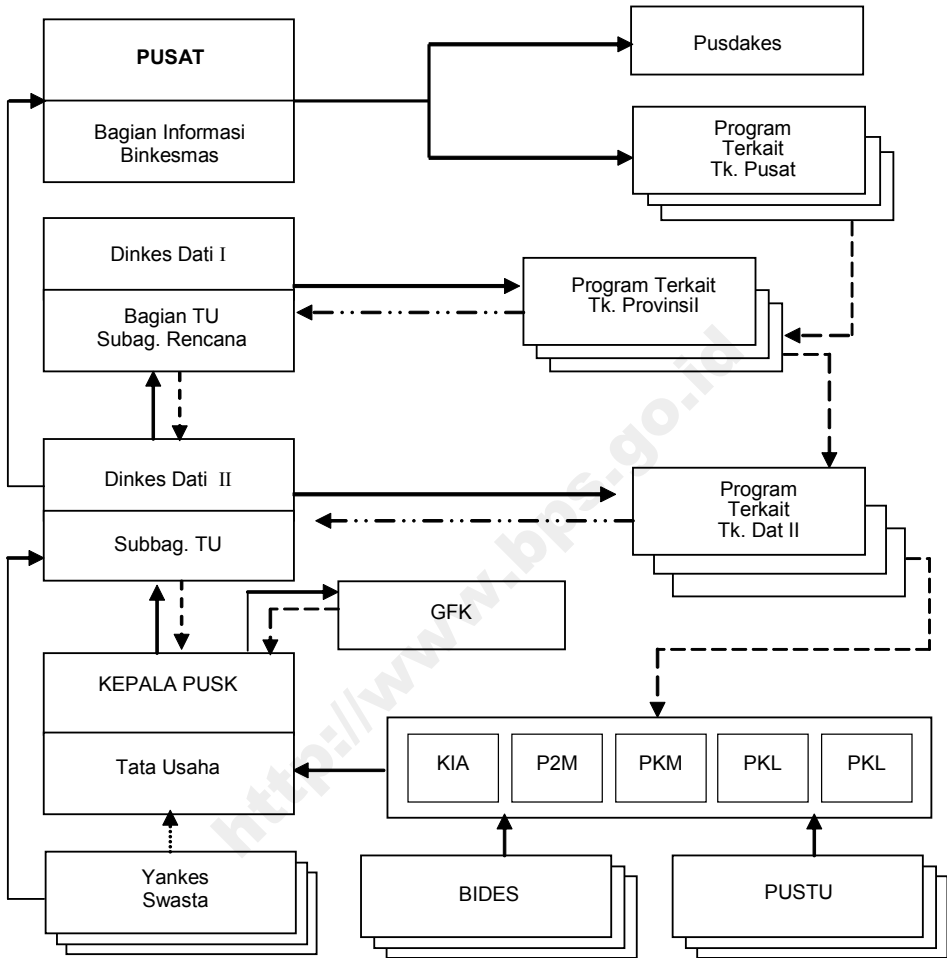 PUSAT
Bagian Informasi
Binkesmas
Pusdakes
Program
Terkait
Tk. Pusat
Dinkes Dati I
Bagian TU
Subag. Rencana
Program Terkait
Tk. ProvinsiI
Dinkes Dati II
Subbag. TU
Program
Terkait
Tk. Dat II
GFK
KEPALA PUSK
Tata Usaha
KIA
P2M
PKM
PKL
PKL
Yankes
Swasta
BIDES
PUSTU
http://www.bps.go.id